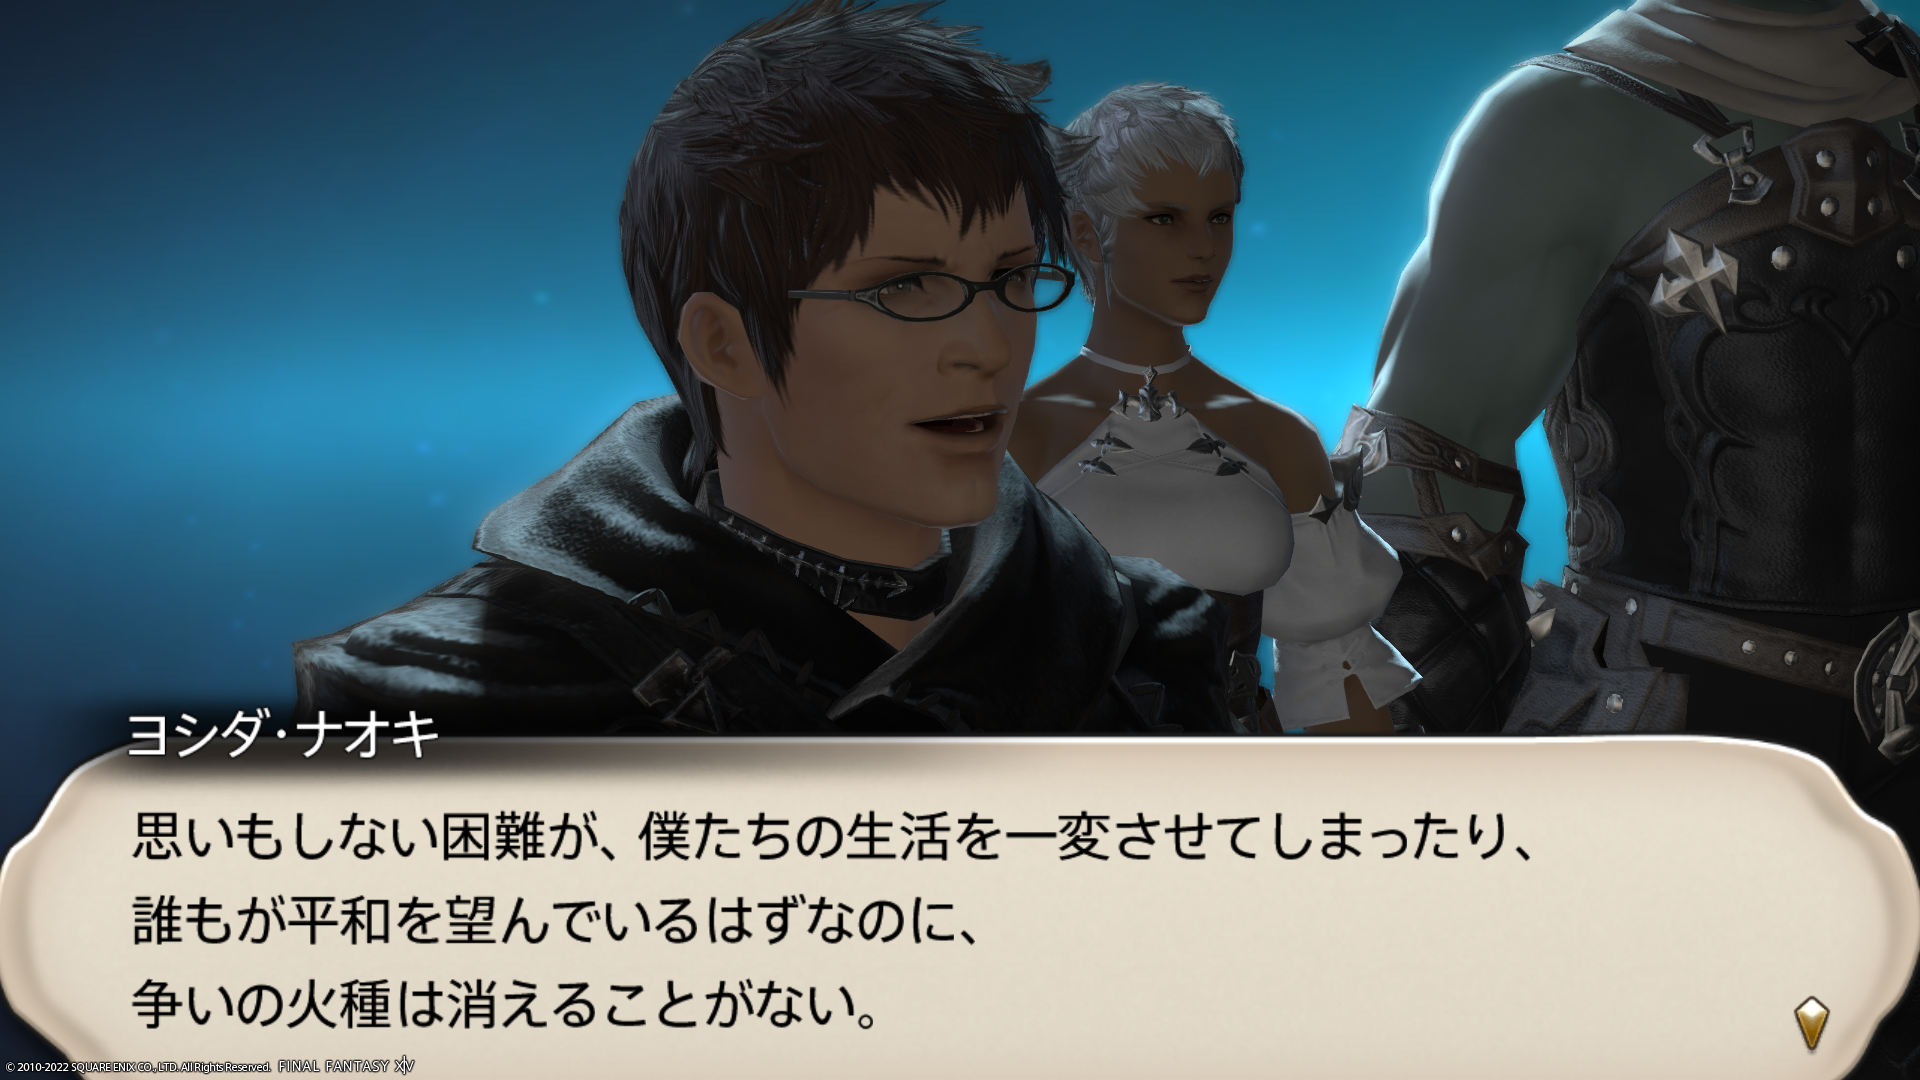 ヨシダ・ナオキ
思いもしない困難が、僕たちの生活を一変させてしまったり、
誰もが平和を望んでいるはずなのに、
争いの火種は消えることがない。
© 2010-2022 SQUARE ENIX CO., LTD. All Rights Reserved. FINAL FANTASY XIV